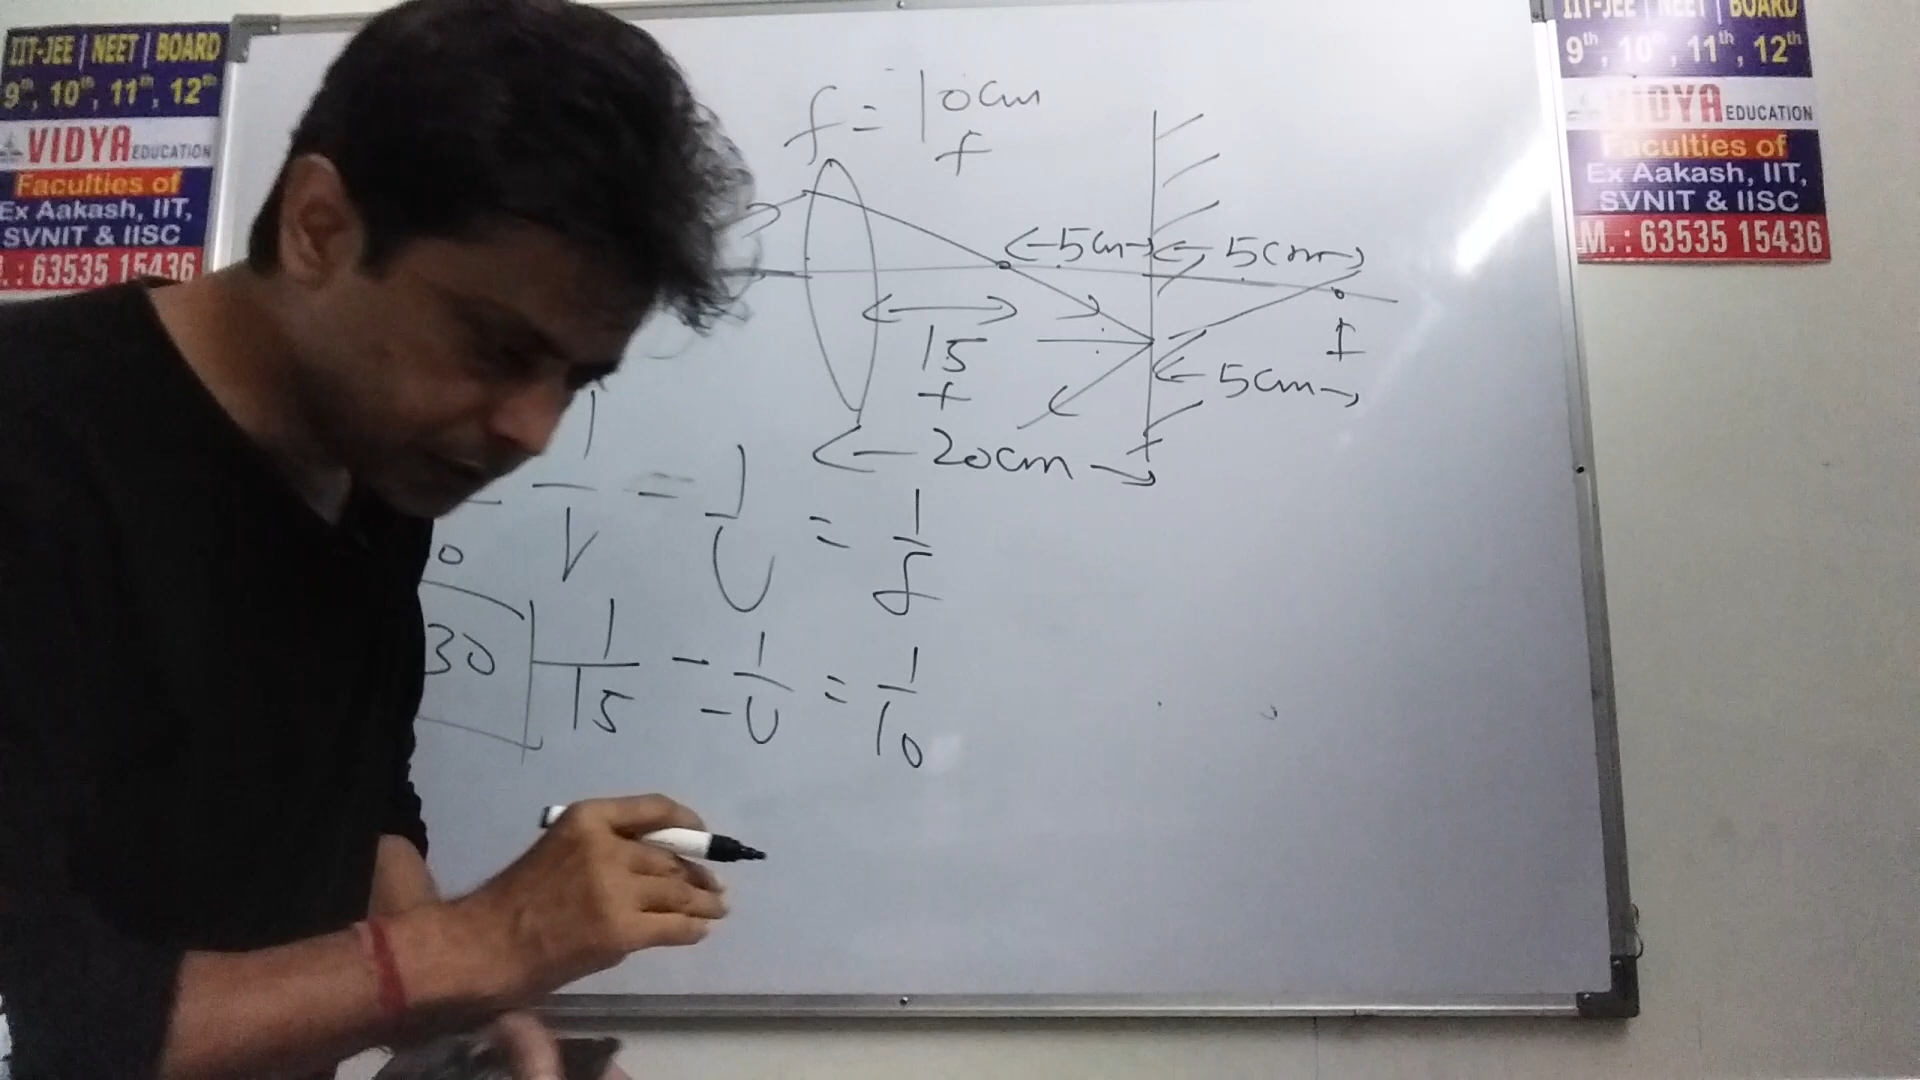 IIT-JEE | NEET | BOARD
9th, 10th, 11th, 12th
VIDYA EDUCATION
Faculties of
Ex Aakash, IIT,
SVNIT & IISC
.: 63535 15436
f = 10cm
f
5cm
5cm
15
f
I
5cm
20cm
1/V = 1/U = 1/f
30
1/15 - 1/-U = 1/10
IIT-JEE | NEET | BOARD
9th, 10th, 11th, 12th
VIDYA EDUCATION
Faculties of
Ex Aakash, IIT,
SVNIT & IISC
M. : 63535 15436